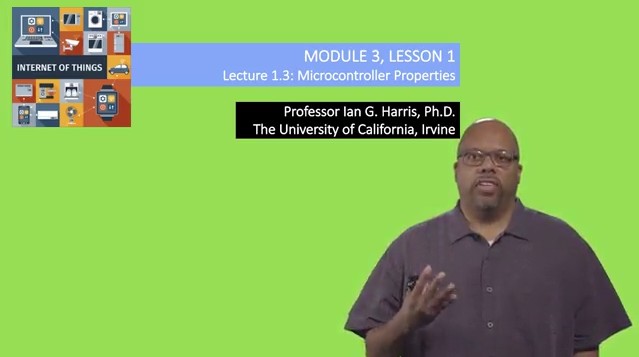 INTERNET OF THINGS
MODULE 3, LESSON 1
Lecture 1.3: Microcontroller Properties
Professor Ian G. Harris, Ph.D.
The University of California, Irvine